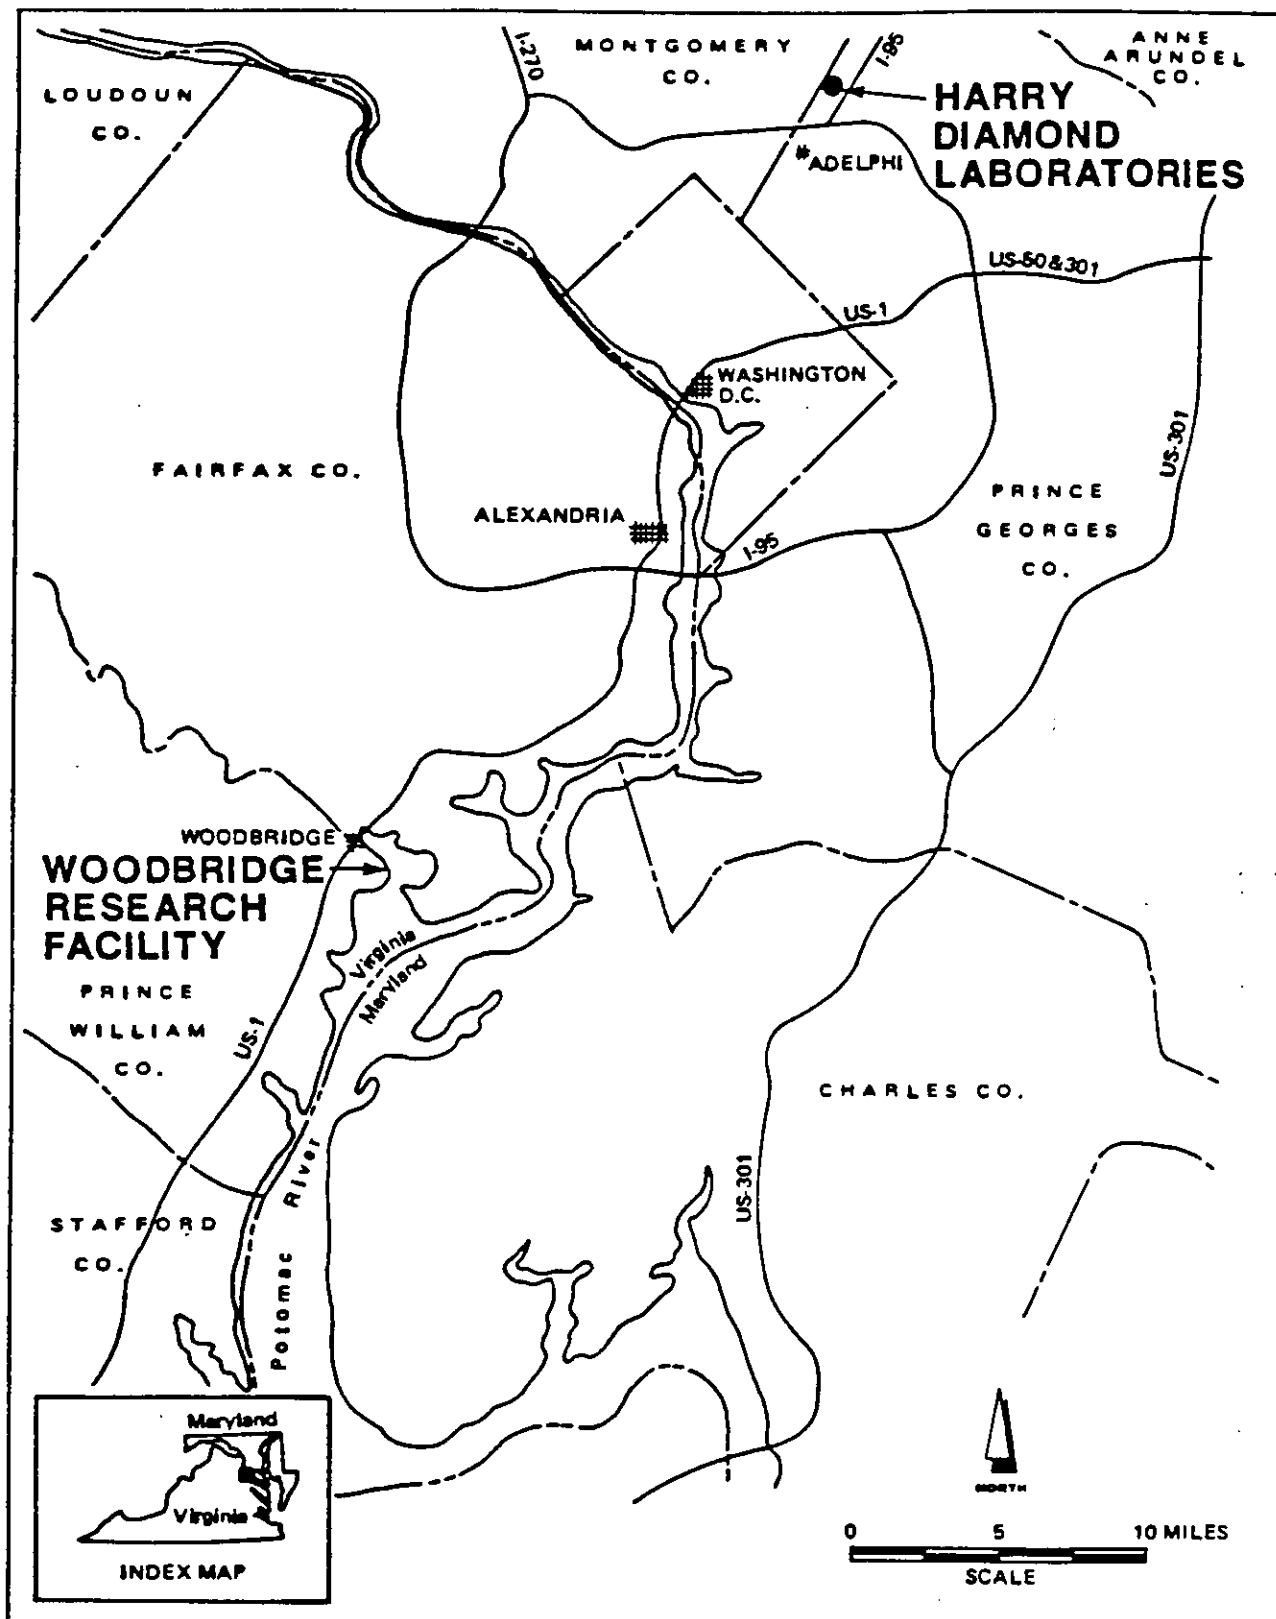 I-270
MONTGOMERY
CO.
I-95
ANNE
ARUNDEL
CO.
LOUDOUN
CO.
HARRY
DIAMOND
LABORATORIES
ADELPHI
US-50&301
US-1
WASHINGTON
D.C.
US-301
FAIRFAX CO.
PRINCE
GEORGES
CO.
ALEXANDRIA
I-95
WOODBRIDGE
WOODBRIDGE
RESEARCH
FACILITY
Virginia
Maryland
PRINCE
WILLIAM
CO.
US-1
CHARLES CO.
Potomac River
US-301
STAFFORD
CO.
Maryland
Virginia
INDEX MAP
NORTH
0 5 10 MILES
SCALE